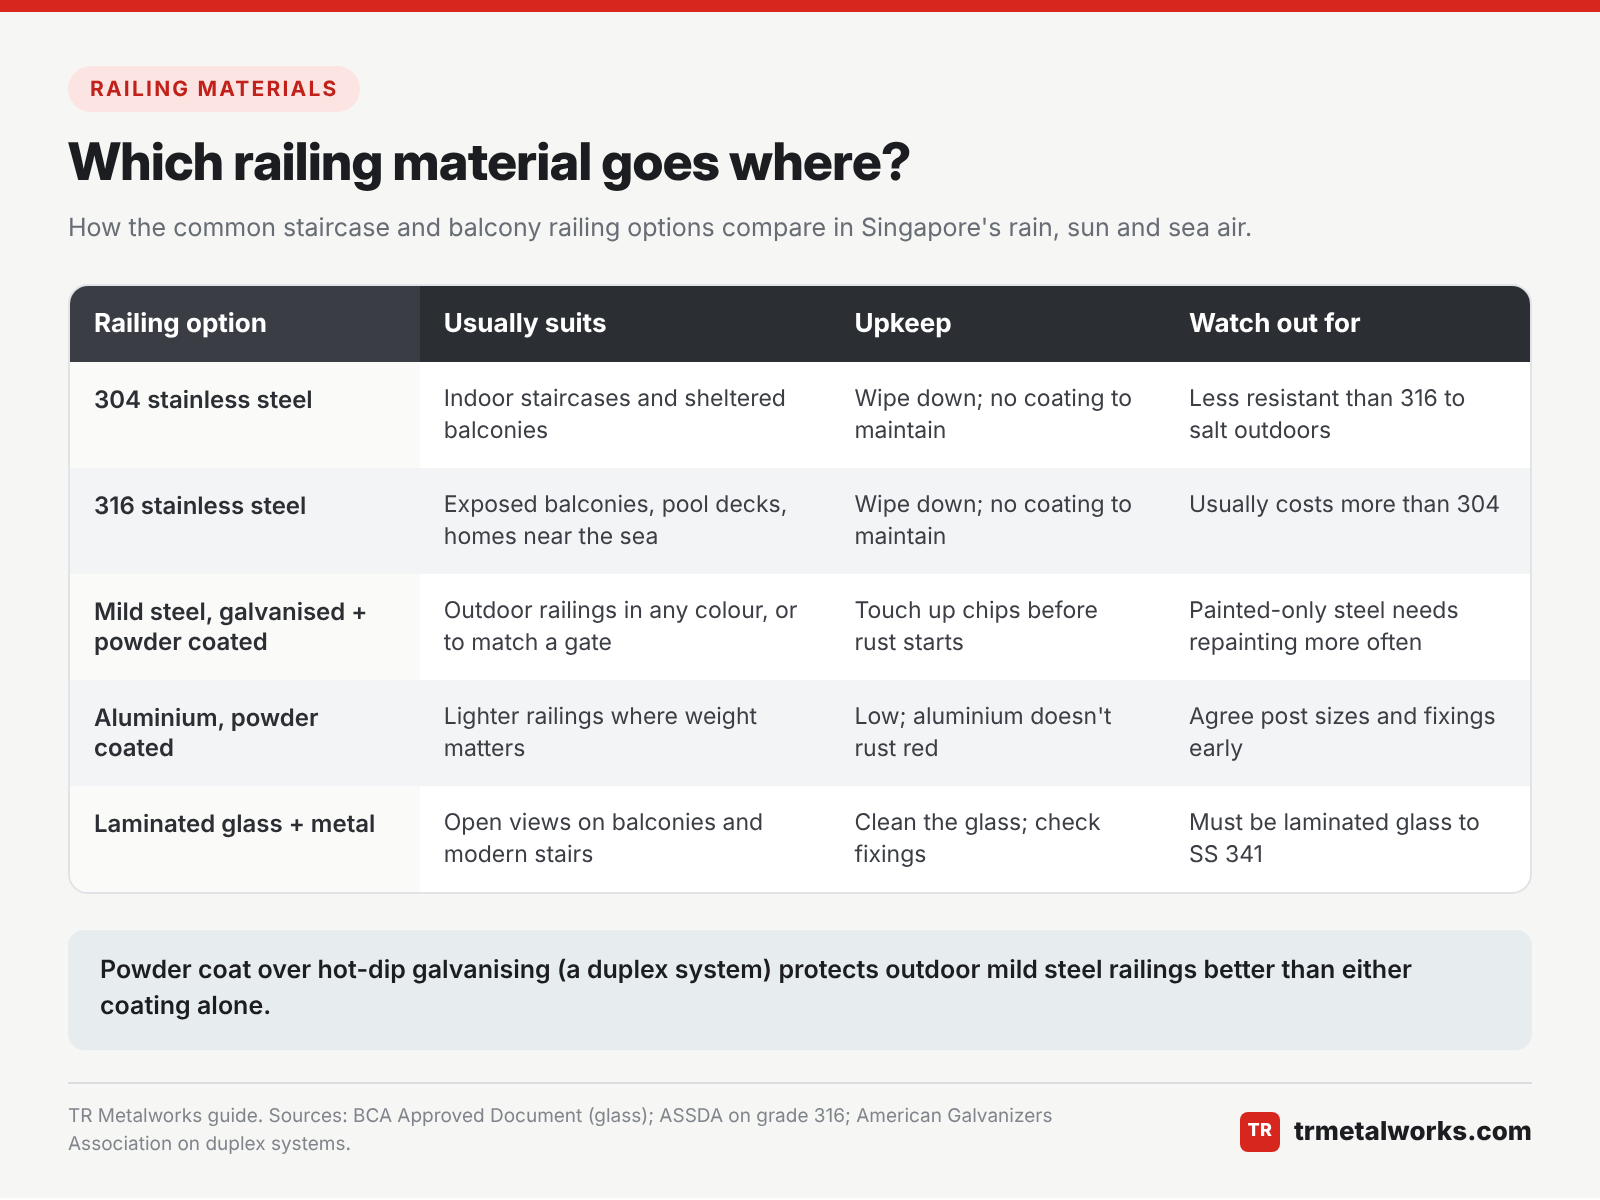 RAILING MATERIALS
Which railing material goes where?
How the common staircase and balcony railing options compare in Singapore's rain, sun and sea air.
Railing option Usually suits Upkeep Watch out for
304 stainless steel
Indoor staircases and sheltered
balconies
Wipe down; no coating to
maintain
Less resistant than 316 to
salt outdoors
316 stainless steel
Exposed balconies, pool decks,
homes near the sea
Wipe down; no coating to
maintain
Usually costs more than 304
Mild steel, galvanised +
powder coated
Outdoor railings in any colour, or
to match a gate
Touch up chips before
rust starts
Painted-only steel needs
repainting more often
Aluminium, powder
coated
Lighter railings where weight
matters
Low; aluminium doesn't
rust red
Agree post sizes and fixings
early
Laminated glass + metal
Open views on balconies and
modern stairs
Clean the glass; check
fixings
Must be laminated glass to
SS 341
Powder coat over hot-dip galvanising (a duplex system) protects outdoor mild steel railings better than either
coating alone.
TR Metalworks guide. Sources: BCA Approved Document (glass); ASSDA on grade 316; American Galvanizers
Association on duplex systems.
TR trmetalworks.com